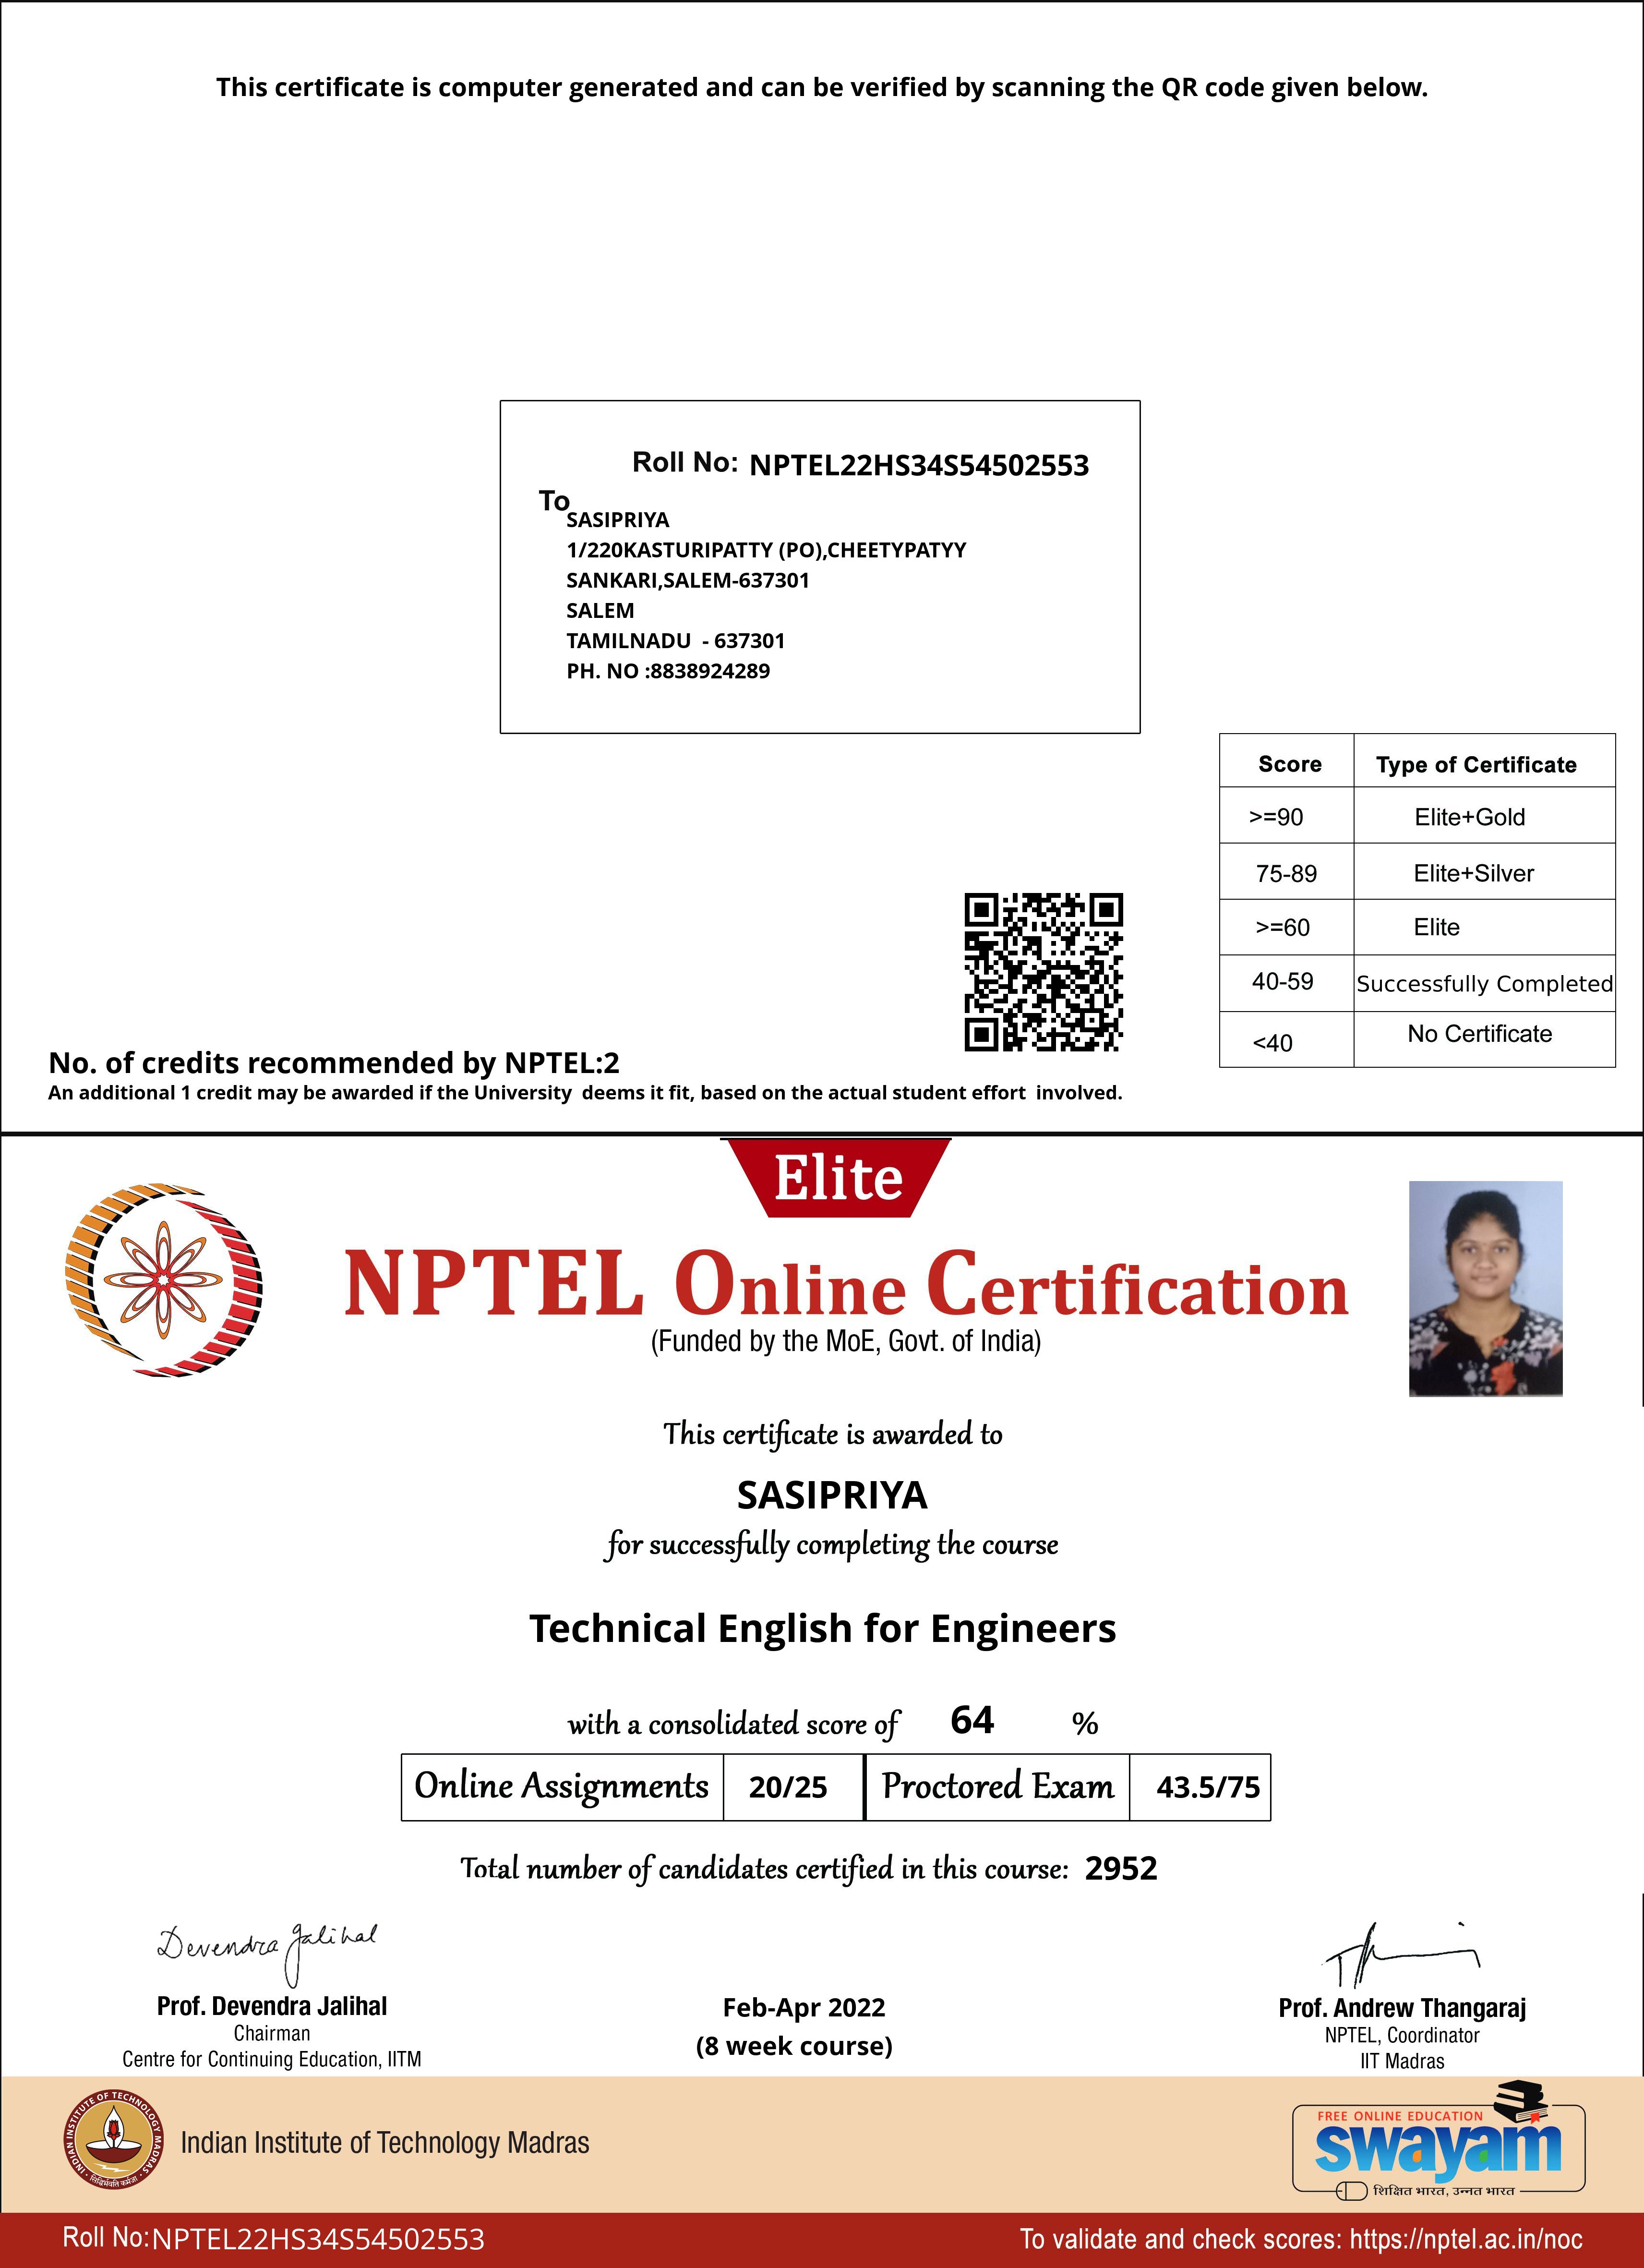 This certificate is computer generated and can be verified by scanning the QR code given below.
Roll No: NPTEL22HS34S54502553
To
SASIPRIYA
1/220KASTURIPATTY (PO),CHEETYPATYY
SANKARI,SALEM-637301
SALEM
TAMILNADU - 637301
PH. NO :8838924289
Score Type of Certificate
>=90 Elite+Gold
75-89 Elite+Silver
>=60 Elite
40-59 Successfully Completed
<40 No Certificate
No. of credits recommended by NPTEL:2
An additional 1 credit may be awarded if the University deems it fit, based on the actual student effort involved.
Elite
NPTEL Online Certification
(Funded by the MoE, Govt. of India)
This certificate is awarded to
SASIPRIYA
for successfully completing the course
Technical English for Engineers
with a consolidated score of 64 %
Online Assignments 20/25 Proctored Exam 43.5/75
Total number of candidates certified in this course: 2952
Devendra Jalihal
Prof. Devendra Jalihal
Chairman
Centre for Continuing Education, IITM
Feb-Apr 2022
(8 week course)
Prof. Andrew Thangaraj
NPTEL, Coordinator
IIT Madras
INDIAN INSTITUTE OF TECHNOLOGY MADRAS
सिद्धिर्भवति कर्मजा
Indian Institute of Technology Madras
FREE ONLINE EDUCATION
swayam
शिक्षित भारत, उन्नत भारत
Roll No:NPTEL22HS34S54502553
To validate and check scores: https://nptel.ac.in/noc